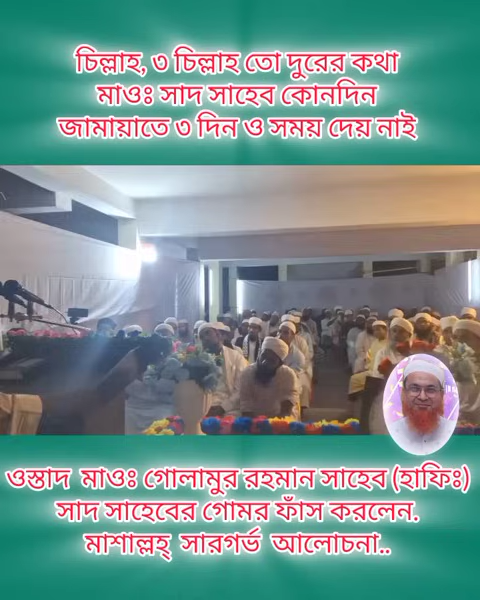 চিল্লাহ, ৩ চিল্লাহ তো দুরের কথা
মাওঃ সাদ সাহেব কোনদিন
জামায়াতে ৩ দিন ও সময় দেয় নাই
ওস্তাদ মাওঃ গোলামুর রহমান সাহেব (হাফিঃ)
সাদ সাহেবের গোমর ফাঁস করলেন.
মাশাল্লহ্ সারগর্ভ আলোচনা..